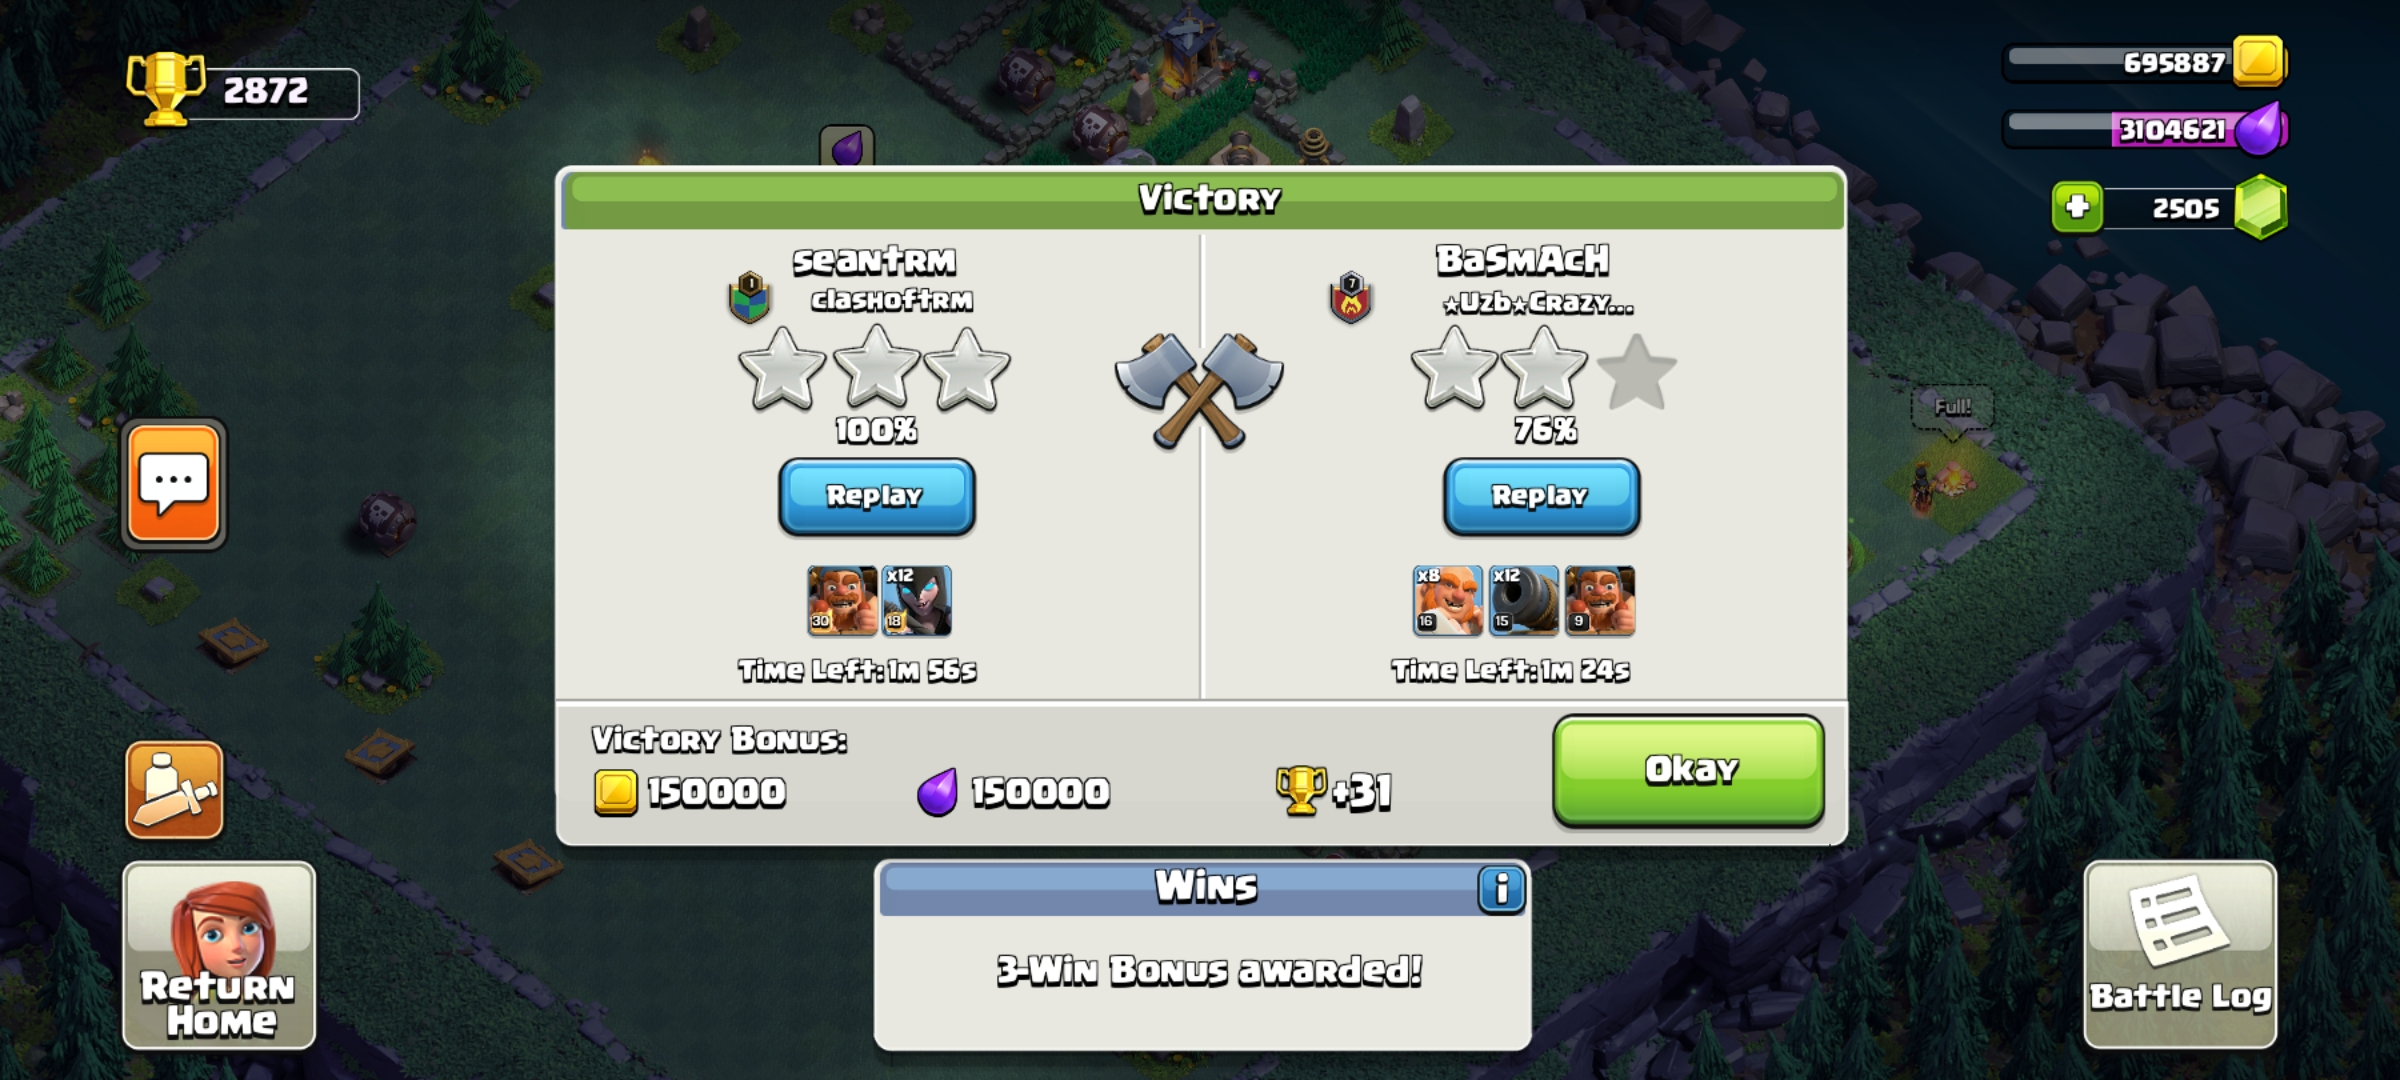 2872
695887
3104621
2505
Victory
seantrm
clashoftrm
1
100%
Replay
30
x12
18
Time Left:1m 56s
BaSmAcH
★Uzb★Crazy...
7
76%
Replay
x8
16
x12
15
9
Time Left:1m 24s
Full!
Victory Bonus:
150000
150000
+31
Okay
Wins
i
3-Win Bonus awarded!
Return
Home
Battle Log